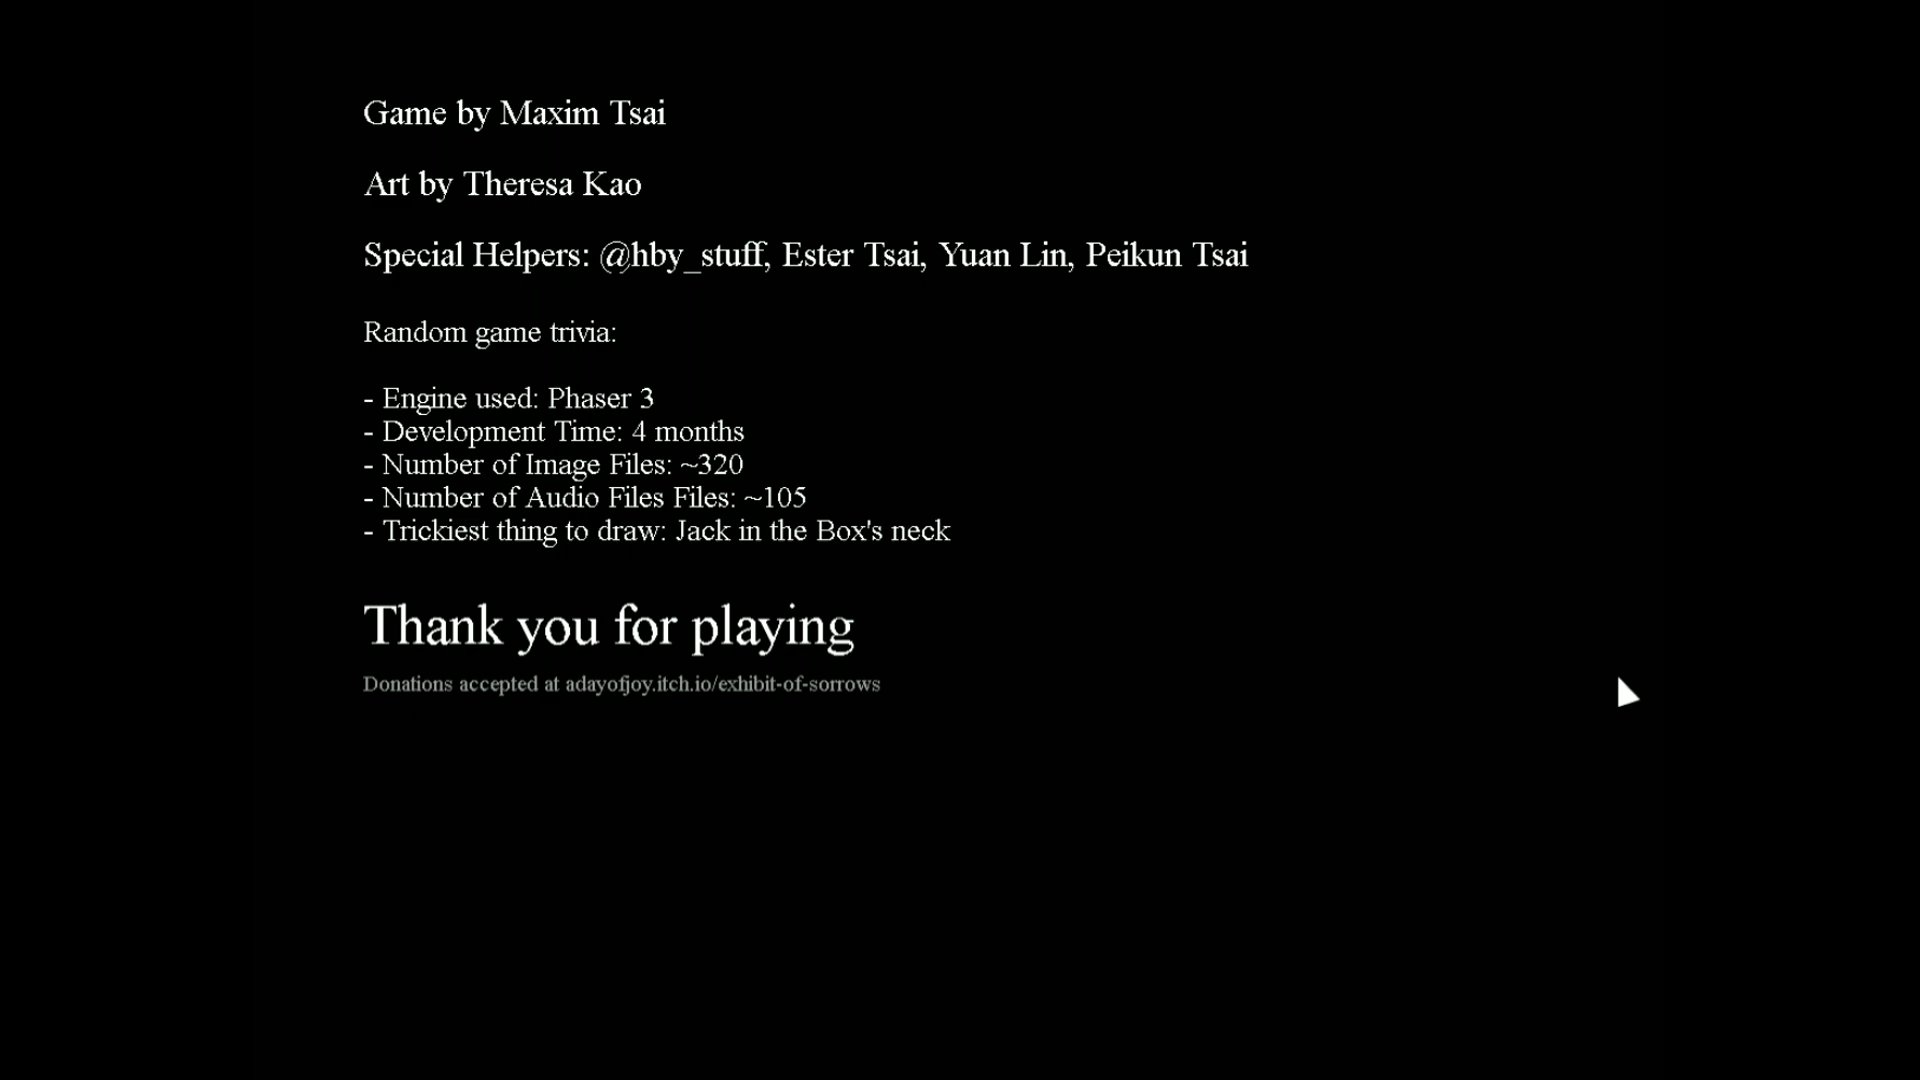 Game by Maxim Tsai
Art by Theresa Kao
Special Helpers: @hby_stuff, Ester Tsai, Yuan Lin, Peikun Tsai
Random game trivia:
- Engine used: Phaser 3
- Development Time: 4 months
- Number of Image Files: ~320
- Number of Audio Files Files: ~105
- Trickiest thing to draw: Jack in the Box's neck
Thank you for playing
Donations accepted at adayofjoy.itch.io/exhibit-of-sorrows